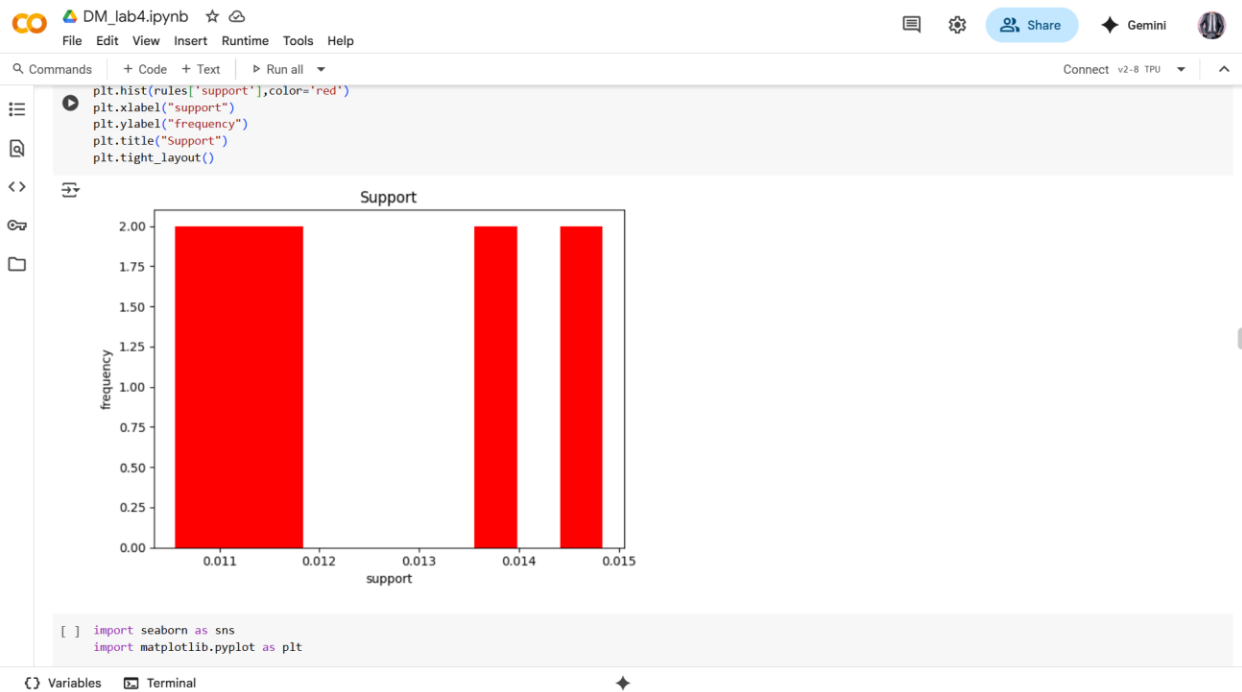 DM_lab4.ipynb
File Edit View Insert Runtime Tools Help
Share
Gemini
Commands + Code + Text Run all
Connect v2-8 TPU
plt.hist(rules['support'],color='red')
plt.xlabel("support")
plt.ylabel("frequency")
plt.title("Support")
plt.tight_layout()
Support
2.00
1.75
1.50
1.25
1.00
0.75
0.50
0.25
0.00
frequency
0.011 0.012 0.013 0.014 0.015
support
[ ] import seaborn as sns
import matplotlib.pyplot as plt
{} Variables Terminal